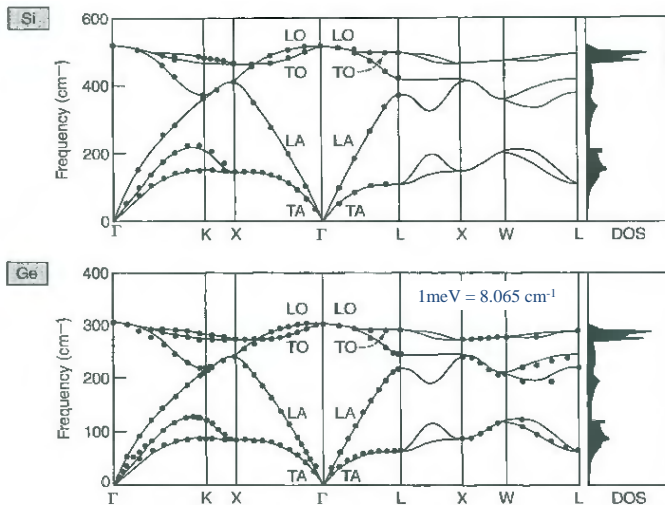 Si
600
400
200
0
Frequency (cm⁻¹)
LO LO
TO TO
LA LA
TA TA
Γ K X Γ L X W L DOS
Ge
400
300
200
100
0
Frequency (cm⁻¹)
1meV = 8.065 cm⁻¹
LO LO
TO TO
LA LA
TA TA
Γ K X Γ L X W L DOS